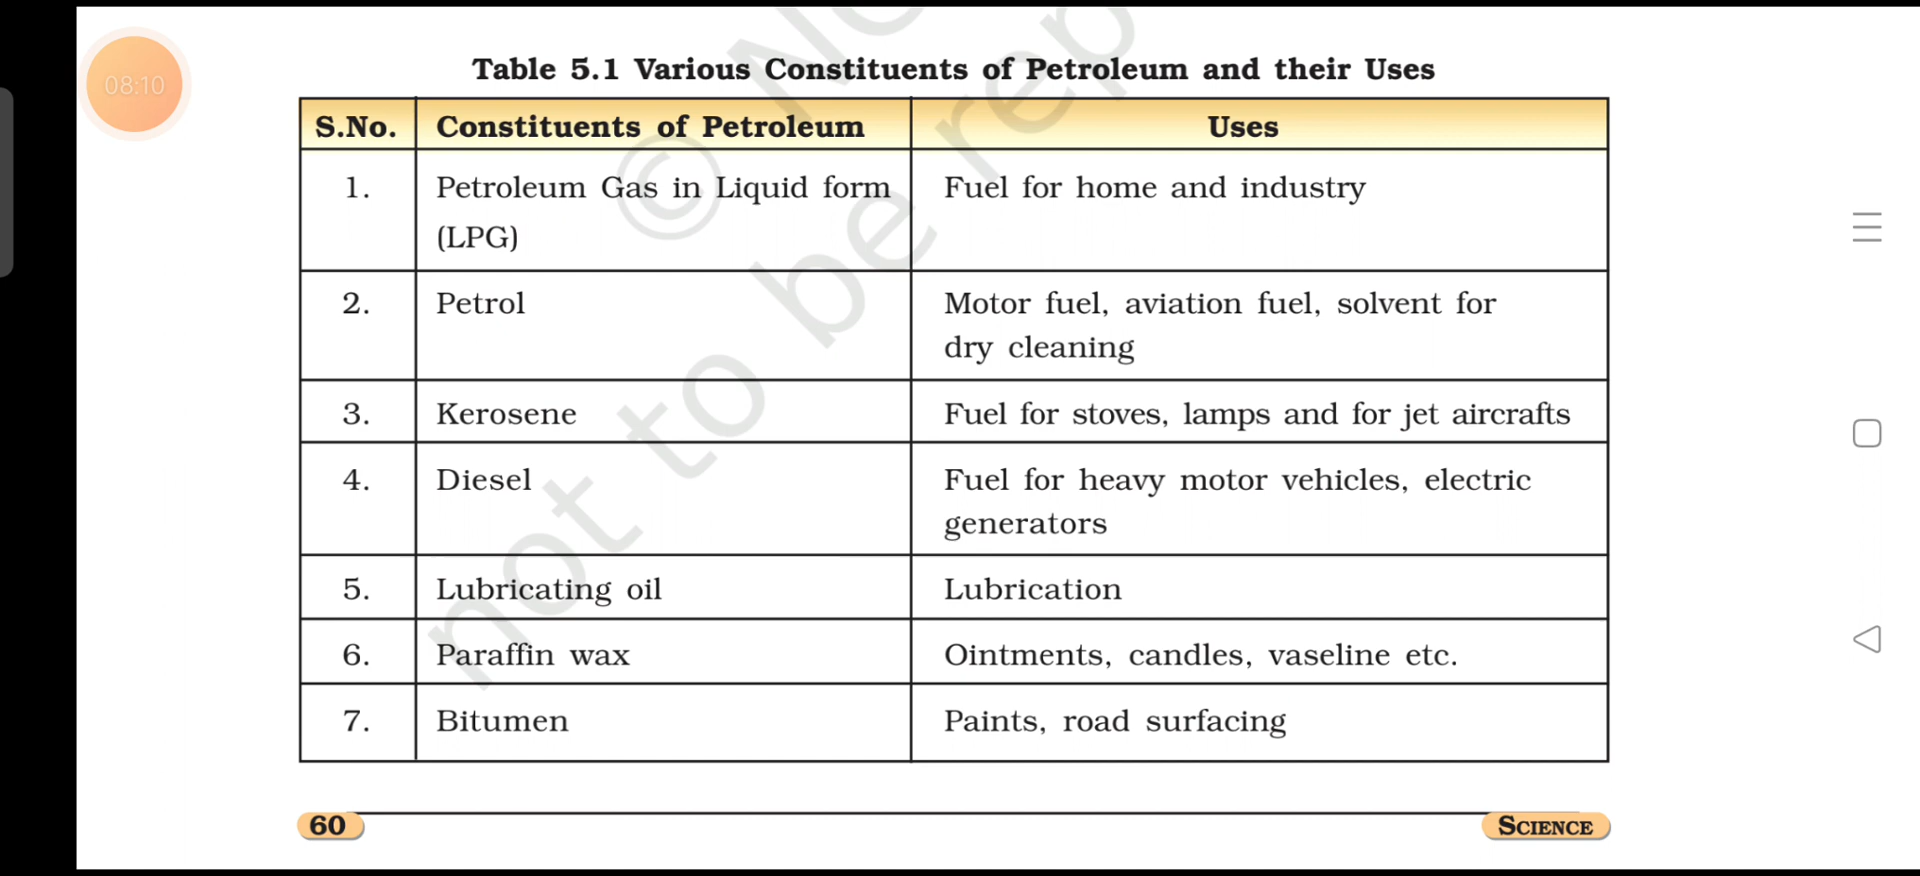 08:10
Table 5.1 Various Constituents of Petroleum and their Uses
S.No. Constituents of Petroleum Uses
1. Petroleum Gas in Liquid form Fuel for home and industry
(LPG)
2. Petrol Motor fuel, aviation fuel, solvent for
dry cleaning
3. Kerosene Fuel for stoves, lamps and for jet aircrafts
4. Diesel Fuel for heavy motor vehicles, electric
generators
5. Lubricating oil Lubrication
6. Paraffin wax Ointments, candles, vaseline etc.
7. Bitumen Paints, road surfacing
60 SCIENCE
not to be rep
©